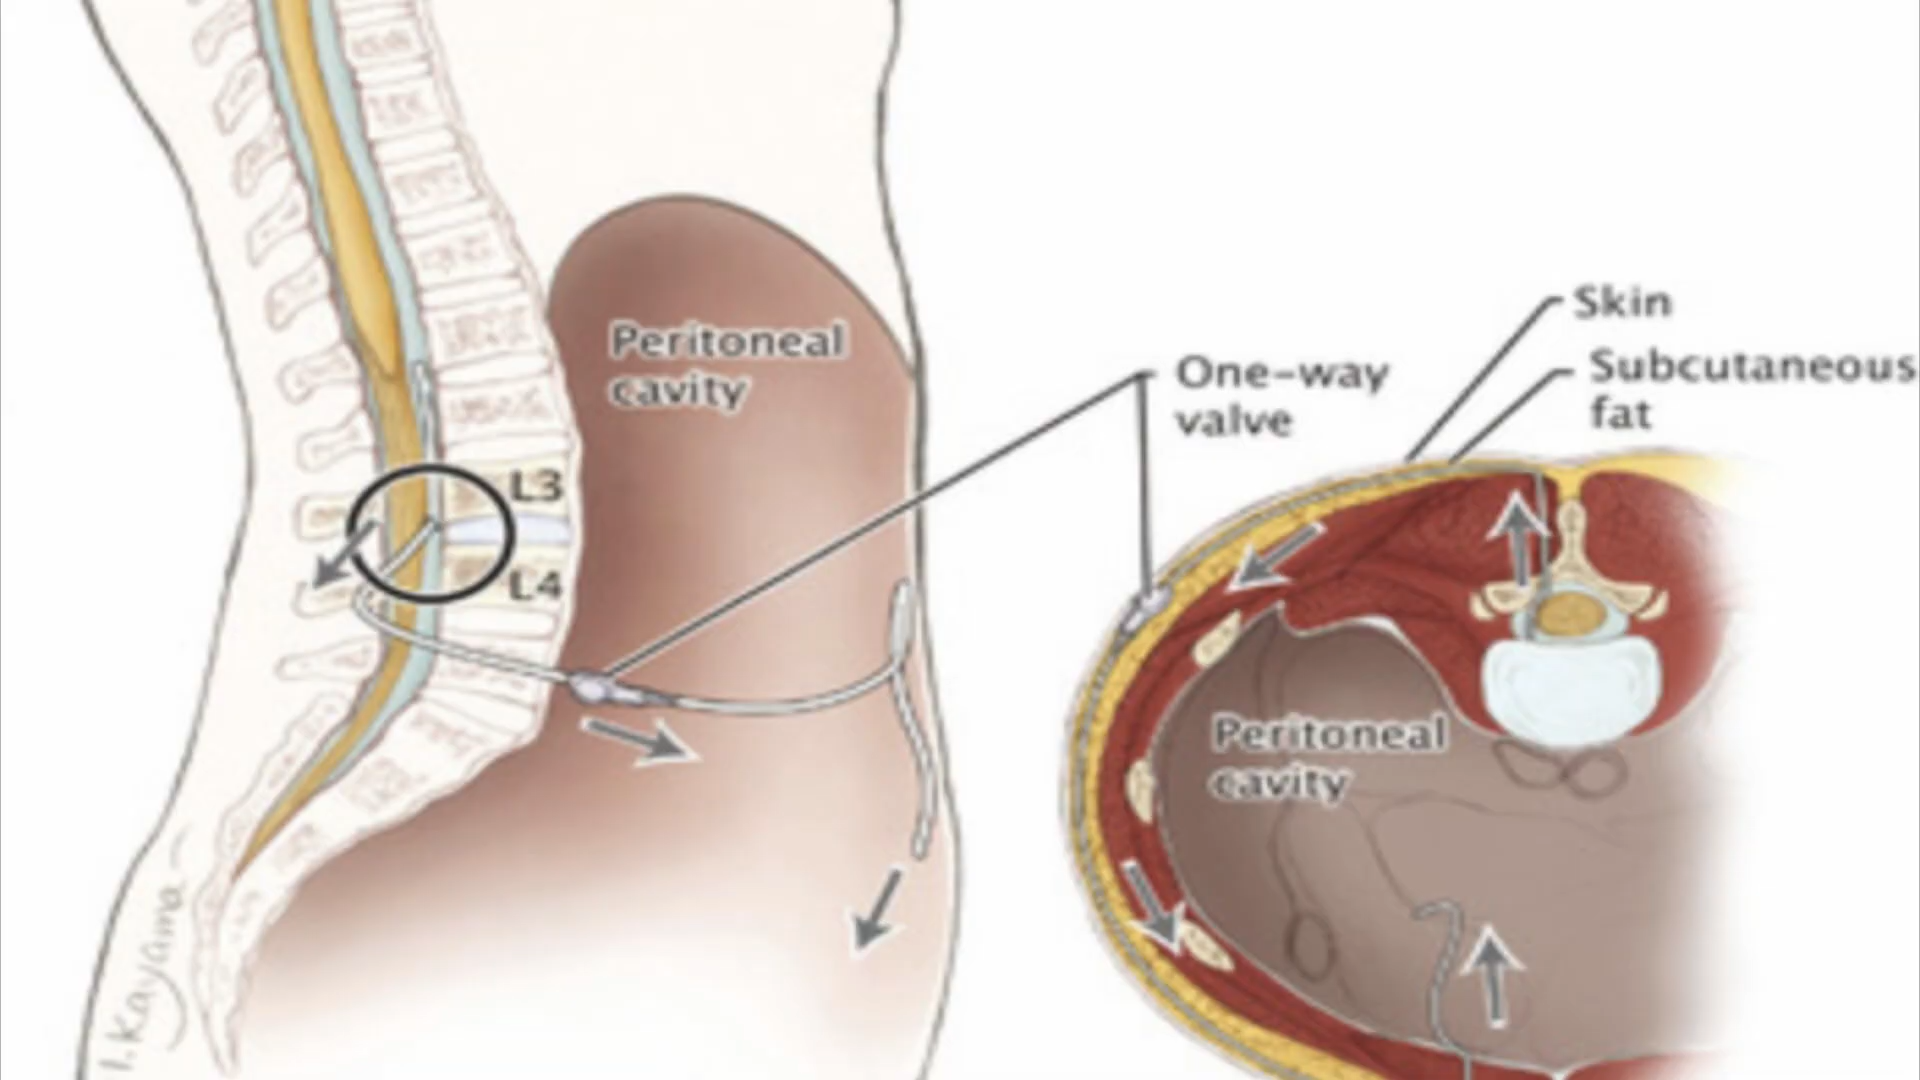 Peritoneal
cavity
L3
L4
One-way
valve
Skin
Subcutaneous
fat
Peritoneal
cavity
I. Kayama